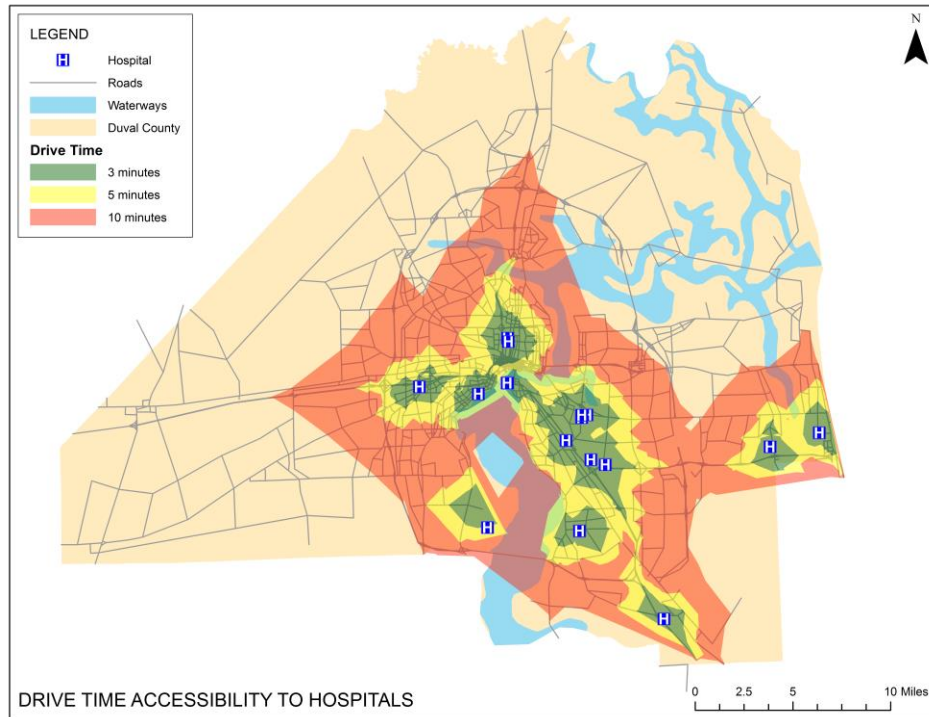 LEGEND
H Hospital
Roads
Waterways
Duval County
Drive Time
3 minutes
5 minutes
10 minutes
N
H
H
H
H
H
H
H
H
H
H
H
H
H
H
DRIVE TIME ACCESSIBILITY TO HOSPITALS
0 2.5 5 10 Miles